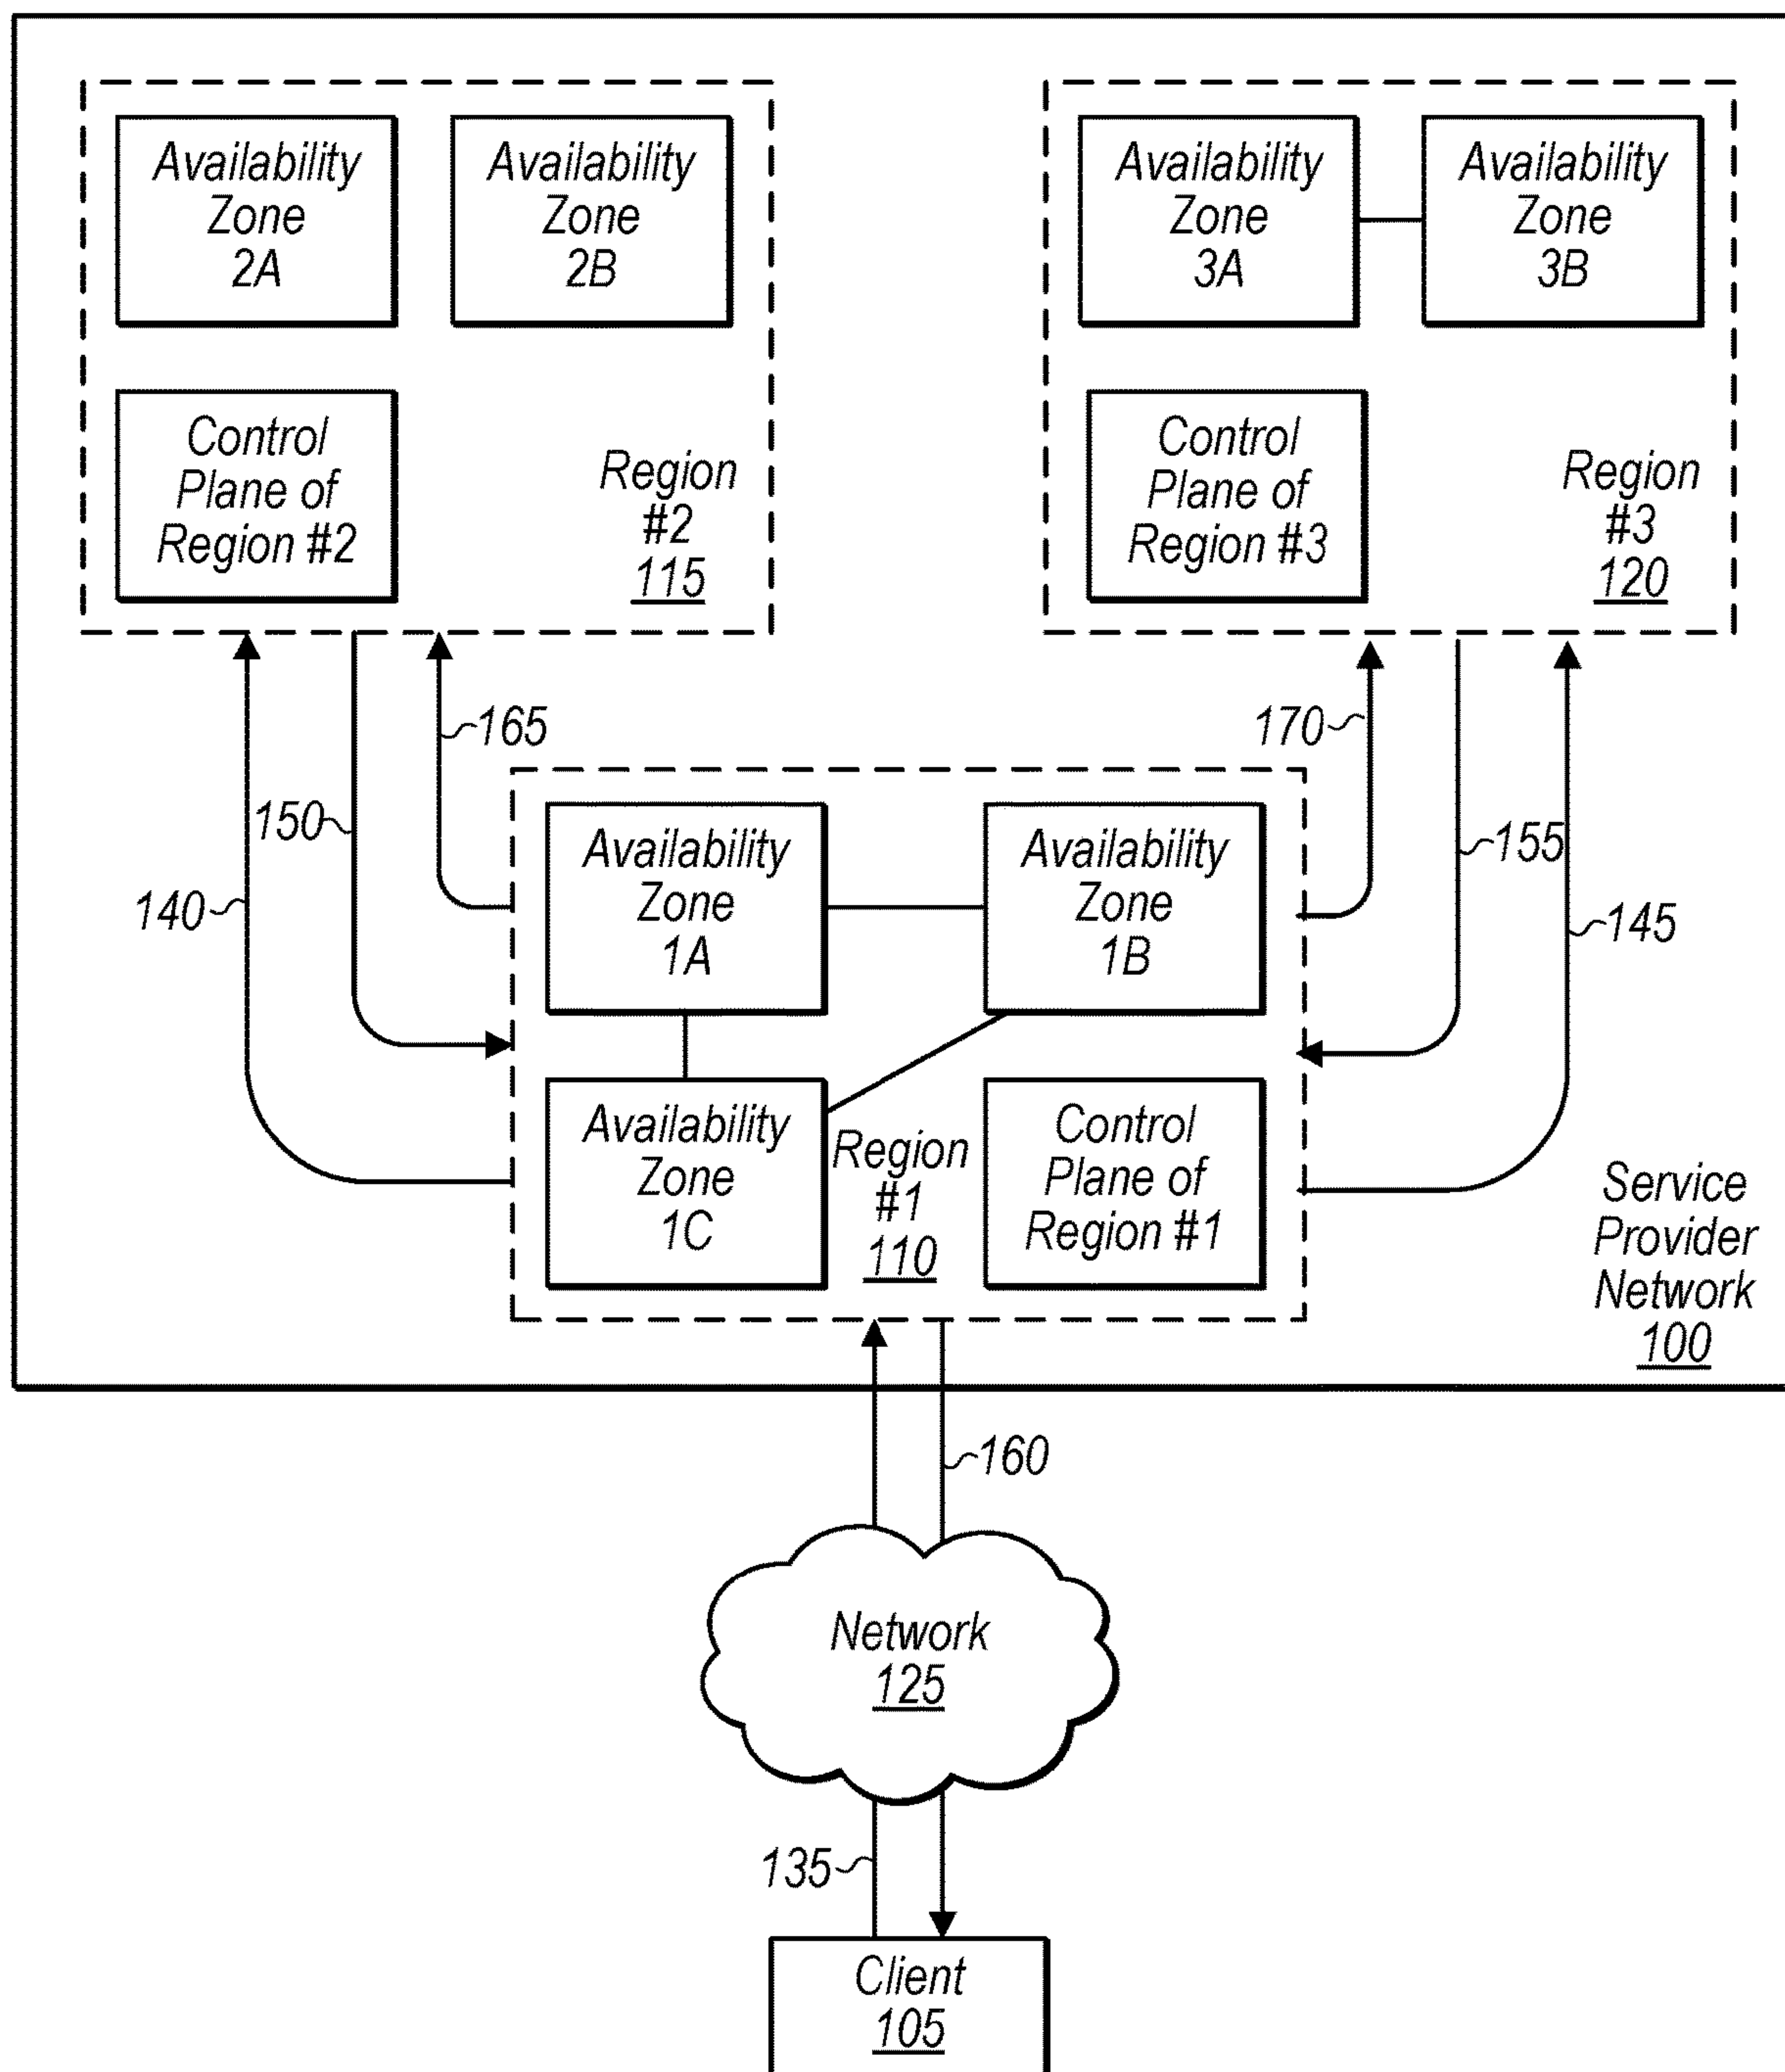 Availability
Zone
2A
Availability
Zone
2B
Control
Plane of
Region #2
Region
#2
115
Availability
Zone
3A
Availability
Zone
3B
Control
Plane of
Region #3
Region
#3
120
165
150
140
170
155
145
Availability
Zone
1A
Availability
Zone
1B
Availability
Zone
1C
Region
#1
110
Control
Plane of
Region #1
Service
Provider
Network
100
160
Network
125
135
Client
105